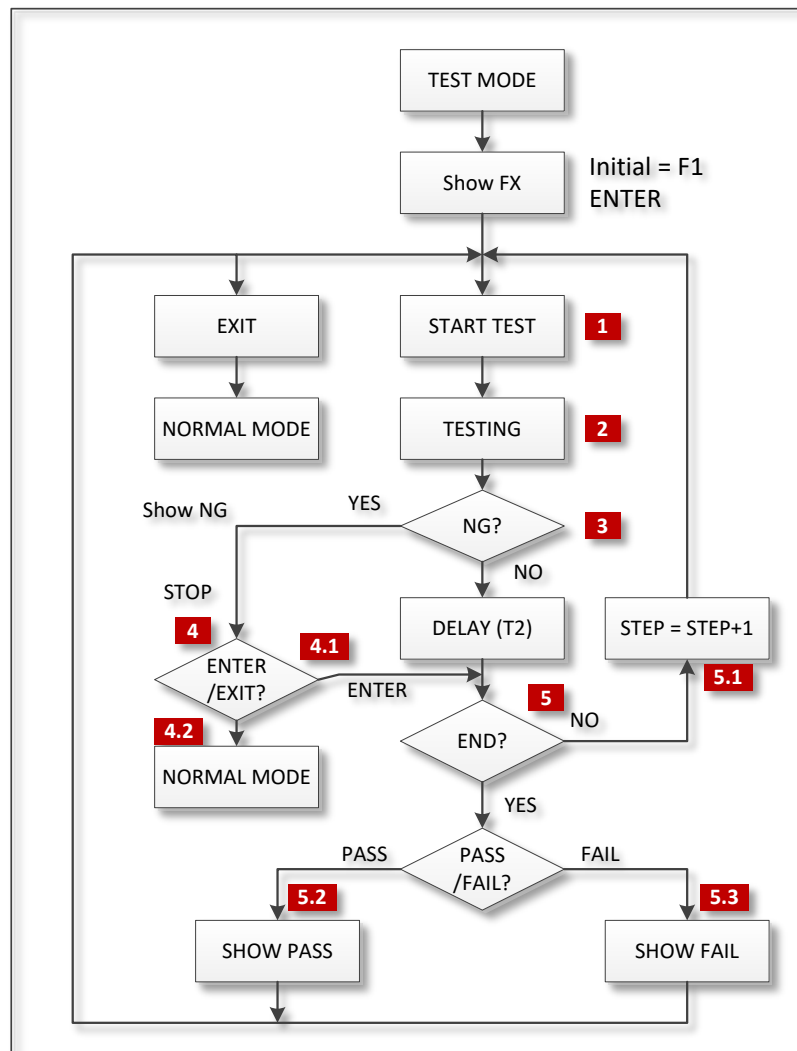 TEST MODE
Show FX
Initial = F1
ENTER
EXIT
START TEST
1
NORMAL MODE
TESTING
2
Show NG
YES
NG?
3
NO
STOP
DELAY (T2)
STEP = STEP+1
4
4.1
ENTER
/EXIT?
ENTER
5
5.1
NO
4.2
END?
NORMAL MODE
YES
PASS
PASS
/FAIL?
FAIL
5.2
5.3
SHOW PASS
SHOW FAIL